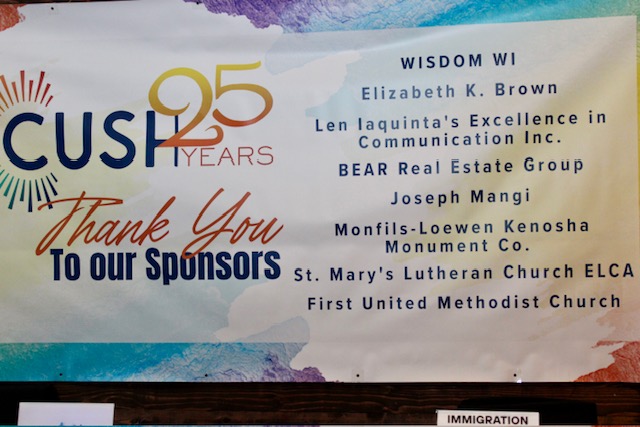 CUSH
25
YEARS
Thank You
To our Sponsors
WISDOM WI
Elizabeth K. Brown
Len Iaquinta's Excellence in
Communication Inc.
BEAR Real Estate Group
Joseph Mangi
Monfils-Loewen Kenosha
Monument Co.
St. Mary's Lutheran Church ELCA
First United Methodist Church
IMMIGRATION